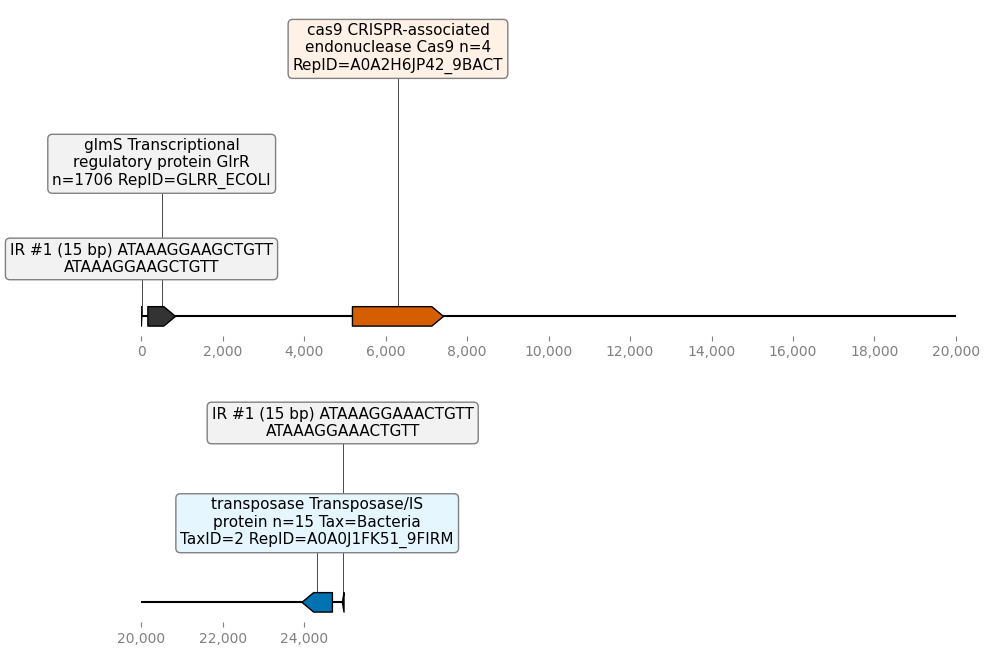 cas9 CRISPR-associated
endonuclease Cas9 n=4
RepID=A0A2H6JP42_9BACT
glmS Transcriptional
regulatory protein GlrR
n=1706 RepID=GLRR_ECOLI
IR #1 (15 bp) ATAAAGGAAGCTGTT
ATAAAGGAAGCTGTT
0 2,000 4,000 6,000 8,000 10,000 12,000 14,000 16,000 18,000 20,000
IR #1 (15 bp) ATAAAGGAAACTGTT
ATAAAGGAAACTGTT
transposase Transposase/IS
protein n=15 Tax=Bacteria
TaxID=2 RepID=A0A0J1FK51_9FIRM
20,000 22,000 24,000